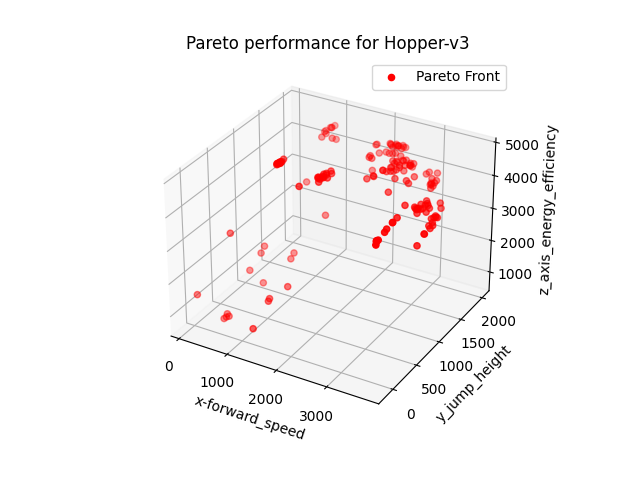 Pareto performance for Hopper-v3
Pareto Front
5000
4000
3000
2000
1000
z_axis_energy_efficiency
2000
1500
1000
500
0
y_jump_height
0
1000
2000
3000
x-forward_speed